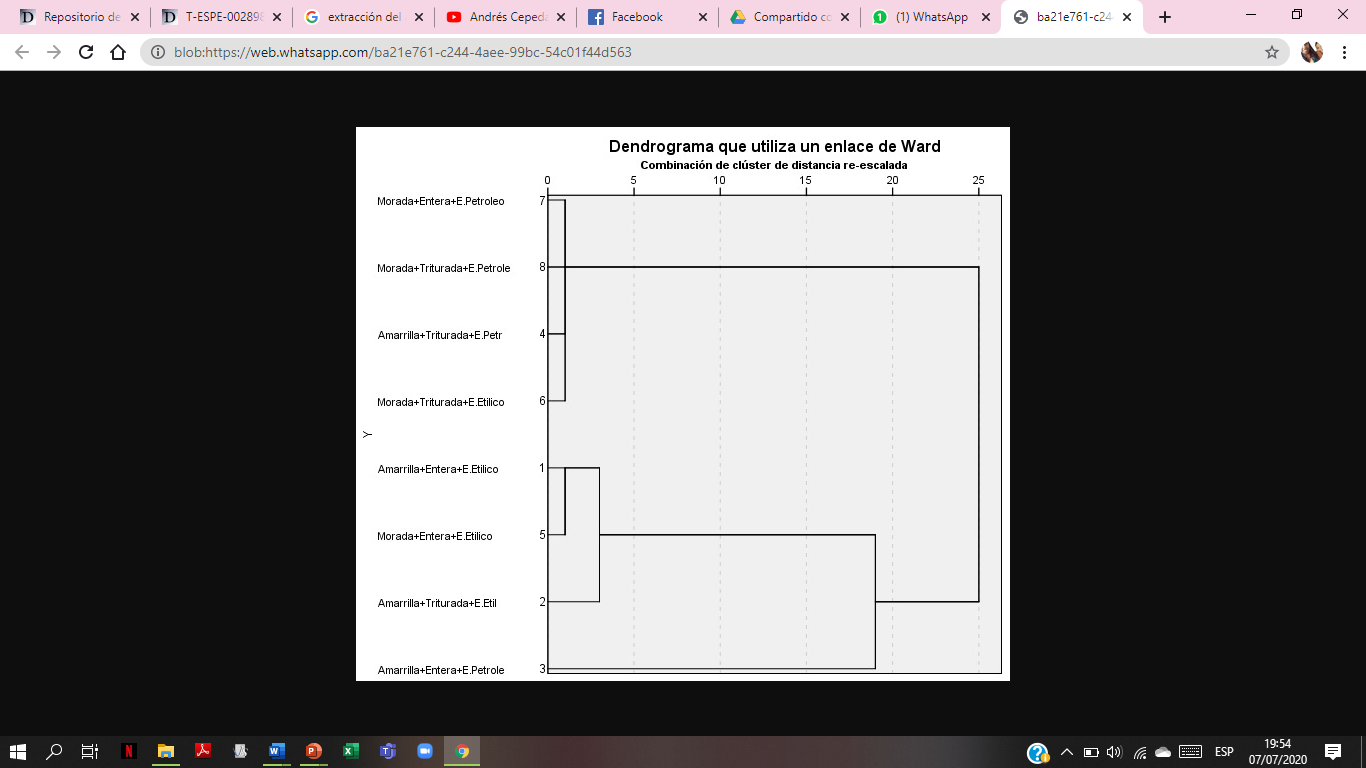 Repositorio de
T-ESPE-002898
extracción del
Andrés Cepeda
Facebook
Compartido co
(1) WhatsApp
ba21e761-c24
blob:https://web.whatsapp.com/ba21e761-c244-4aee-99bc-54c01f44d563
Dendrograma que utiliza un enlace de Ward
Combinación de clúster de distancia re-escalada
0 5 10 15 20 25
Morada+Entera+E.Petroleo 7
Morada+Triturada+E.Petrole 8
Amarrilla+Triturada+E.Petr 4
Morada+Triturada+E.Etilico 6
Y
Amarrilla+Entera+E.Etilico 1
Morada+Entera+E.Etilico 5
Amarrilla+Triturada+E.Etil 2
Amarrilla+Entera+E.Petrole 3
ESP
19:54
07/07/2020